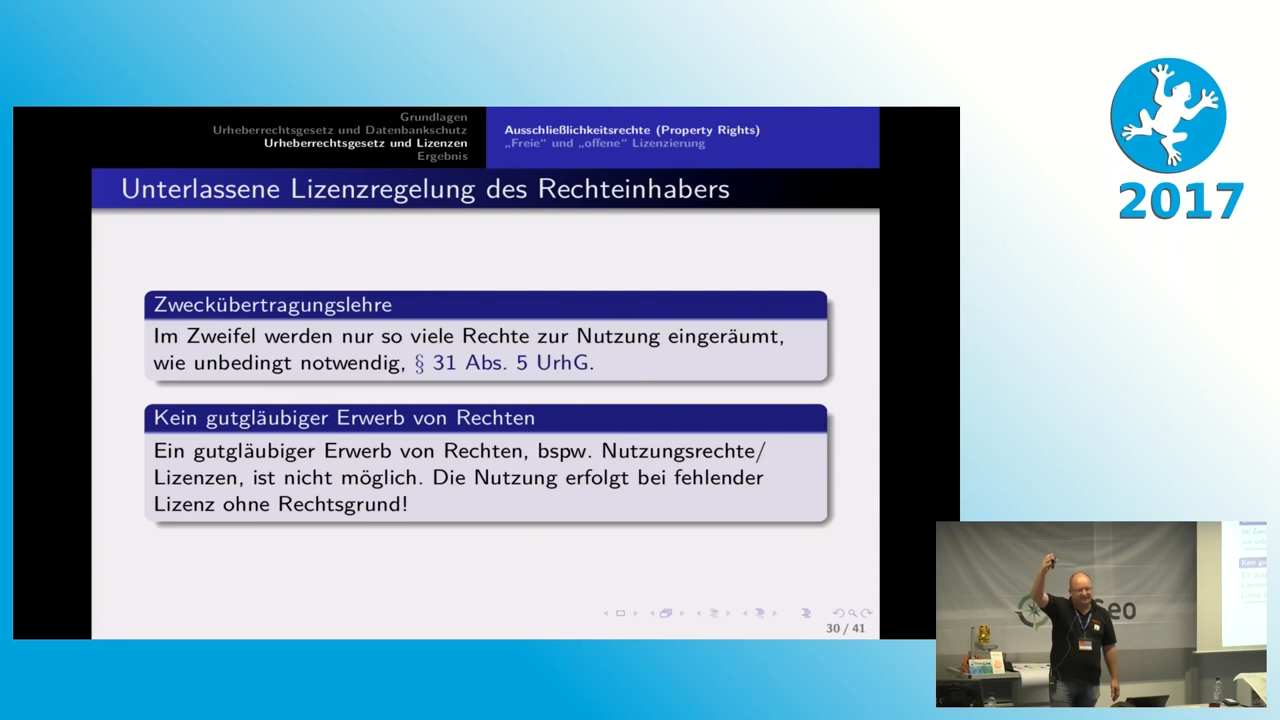 Grundlagen
Urheberrechtsgesetz und Datenbankschutz
Urheberrechtsgesetz und Lizenzen
Ergebnis
Ausschließlichkeitsrechte (Property Rights)
„Freie“ und „offene“ Lizenzierung
Unterlassene Lizenzregelung des Rechteinhabers
Zweckübertragungslehre
Im Zweifel werden nur so viele Rechte zur Nutzung eingeräumt,
wie unbedingt notwendig, § 31 Abs. 5 UrhG.
Kein gutgläubiger Erwerb von Rechten
Ein gutgläubiger Erwerb von Rechten, bspw. Nutzungsrechte/
Lizenzen, ist nicht möglich. Die Nutzung erfolgt bei fehlender
Lizenz ohne Rechtsgrund!
30 / 41
2017